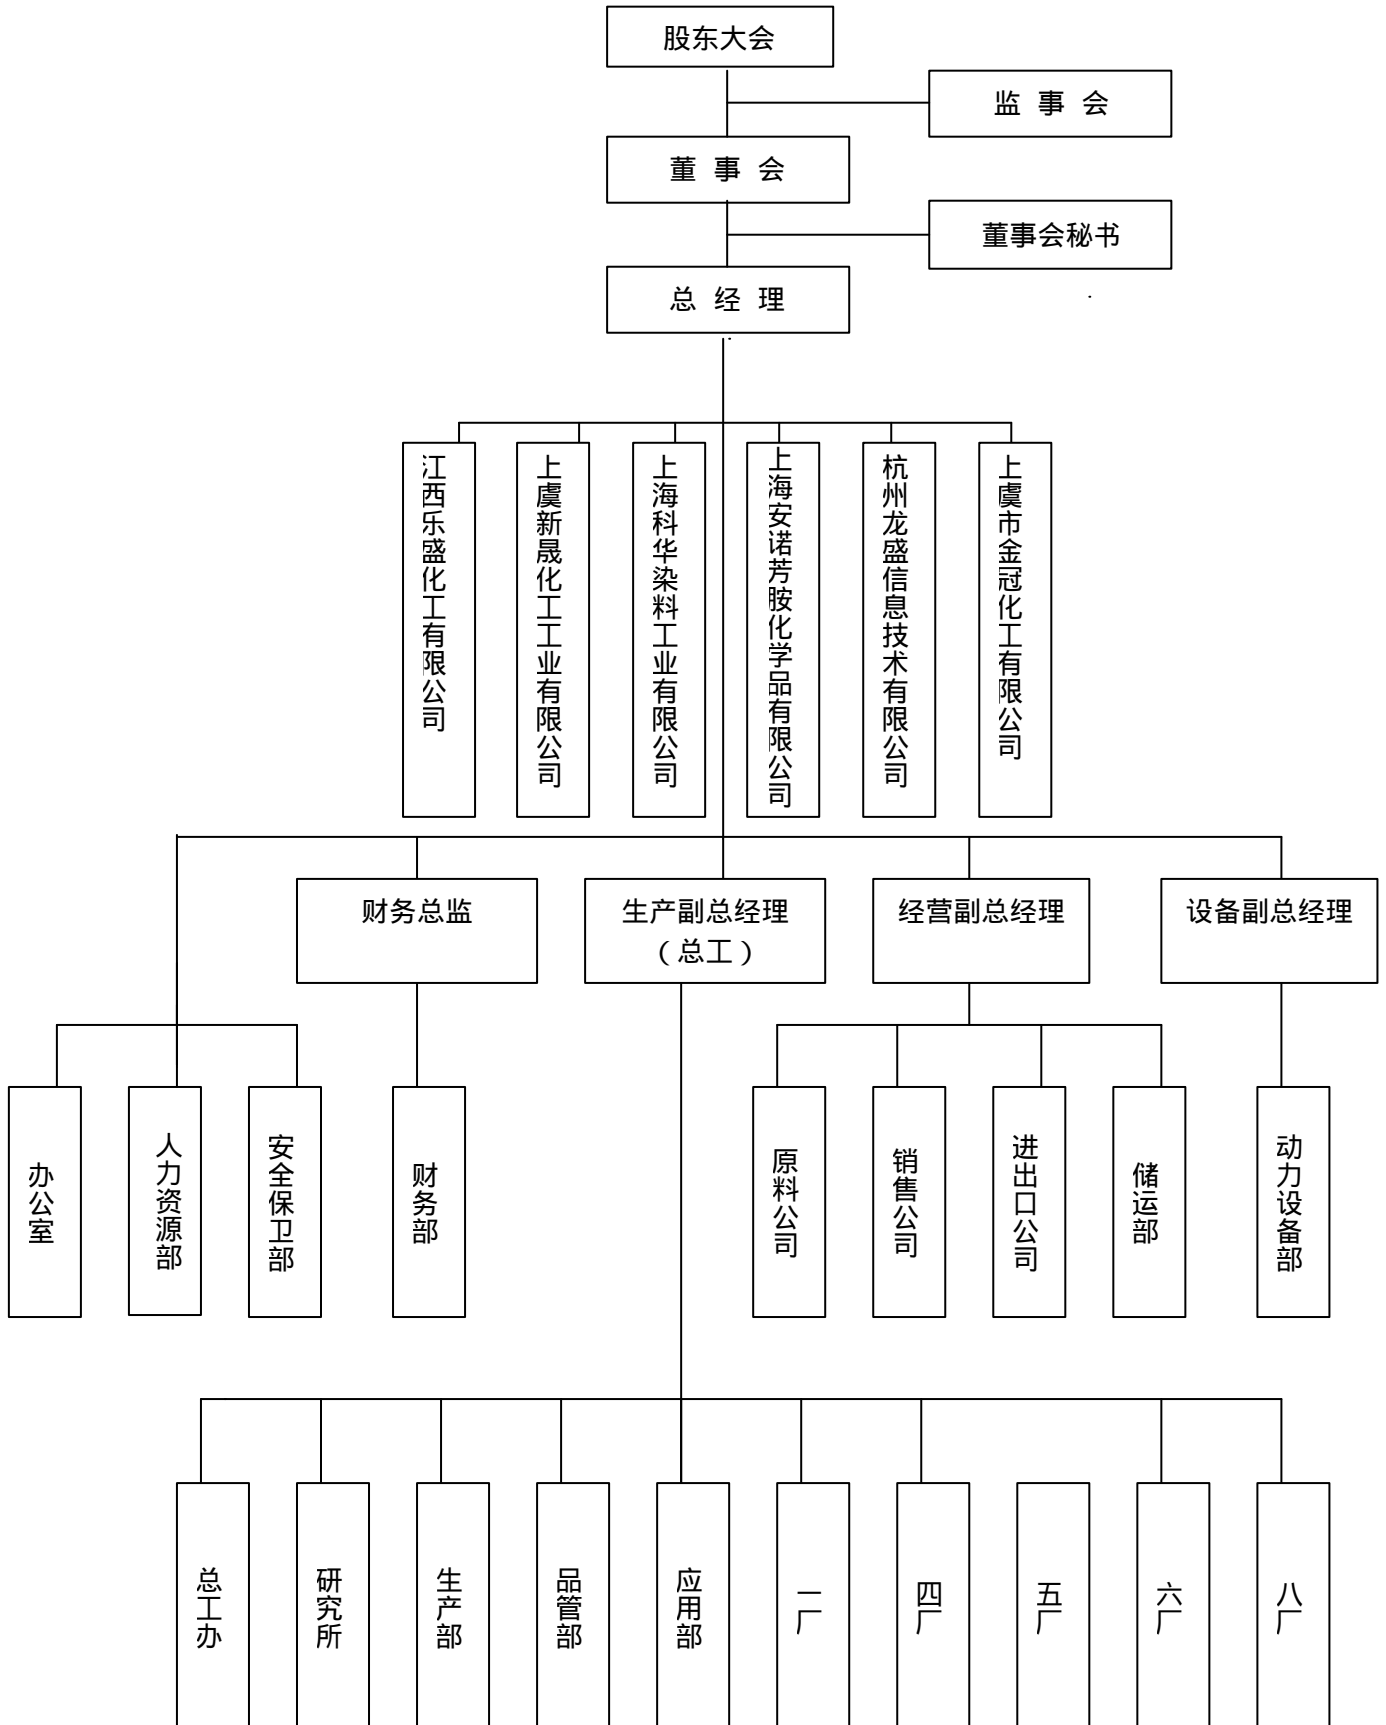 股东大会
监 事 会
董 事 会
董事会秘书
总 经 理
江西乐盛化工有限公司
上虞新晟化工工业有限公司
上海科华染料工业有限公司
上海安诺芳胺化学品有限公司
杭州龙盛信息技术有限公司
上虞市金冠化工有限公司
财务总监
生产副总经理
（总工）
经营副总经理
设备副总经理
办公室
人力资源部
安全保卫部
财务部
原料公司
销售公司
进出口公司
储运部
动力设备部
总工办
研究所
生产部
品管部
应用部
一厂
四厂
五厂
六厂
八厂